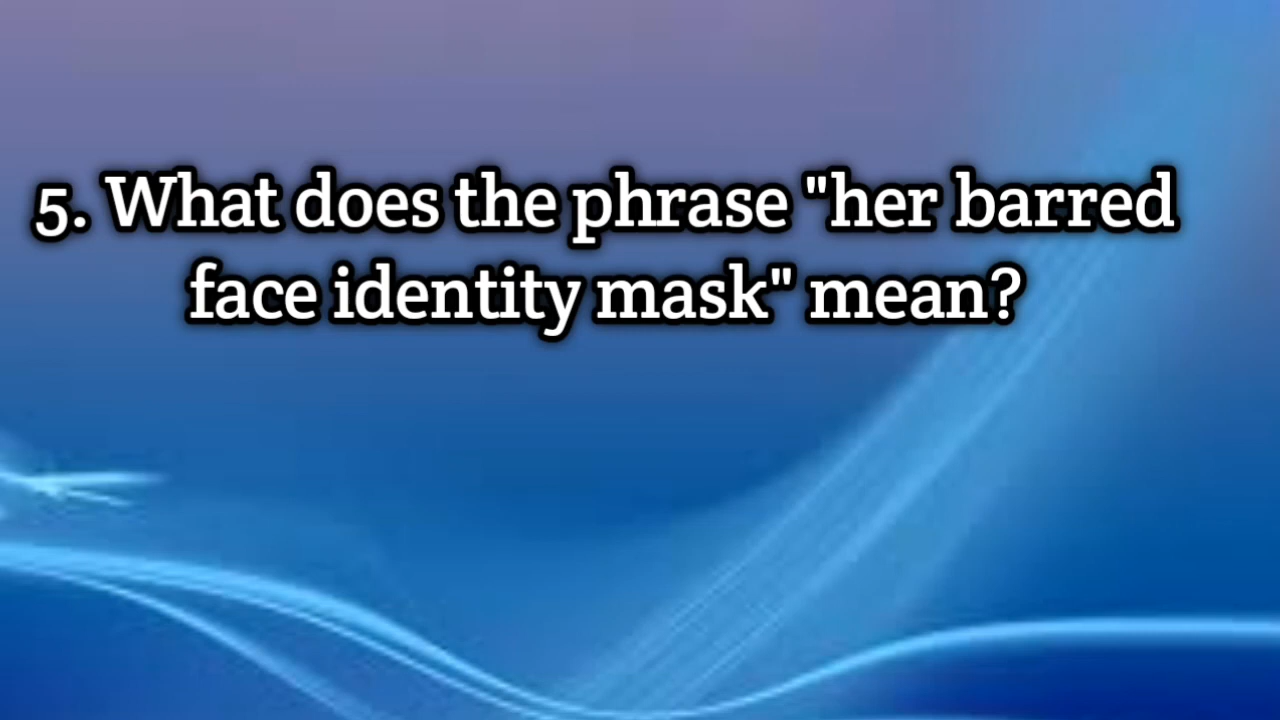 5. What does the phrase "her barred
face identity mask" mean?